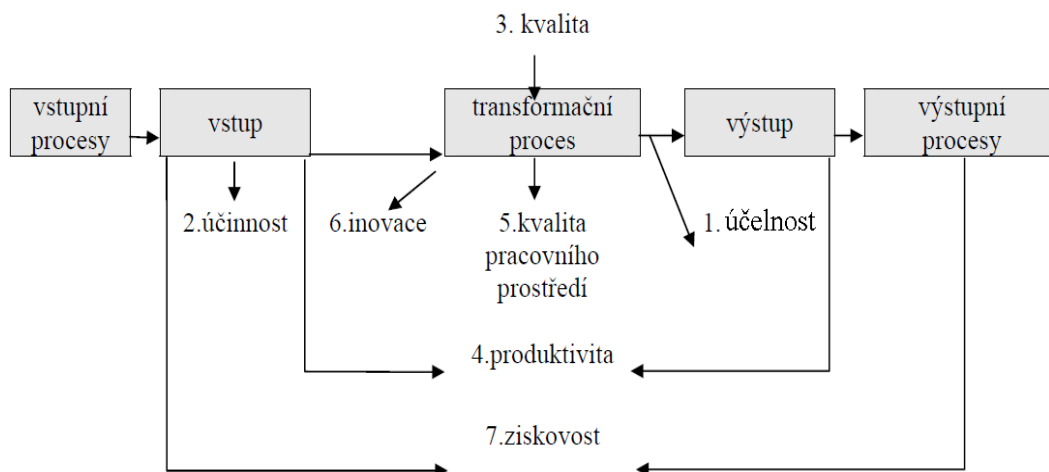 3. kvalita
vstupní
procesy
vstup
transformační
proces
výstup
výstupní
procesy
2.účinnost
6.inovace
5.kvalita
pracovního
prostředí
1. účelnost
4.produktivita
7.ziskovost